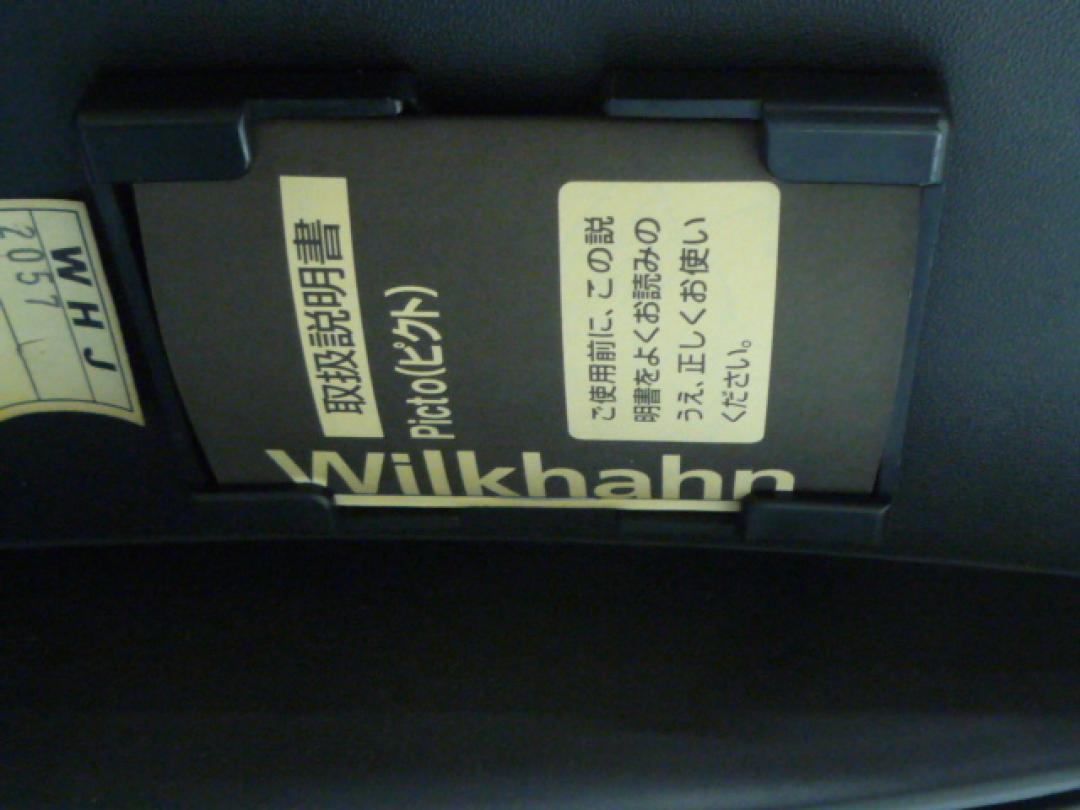 取扱説明書
Picto(ピクト)
ご使用前に、この説
明書をよくお読みの
うえ、正しくお使い
ください。
Wilkhahn
WHJ
2057